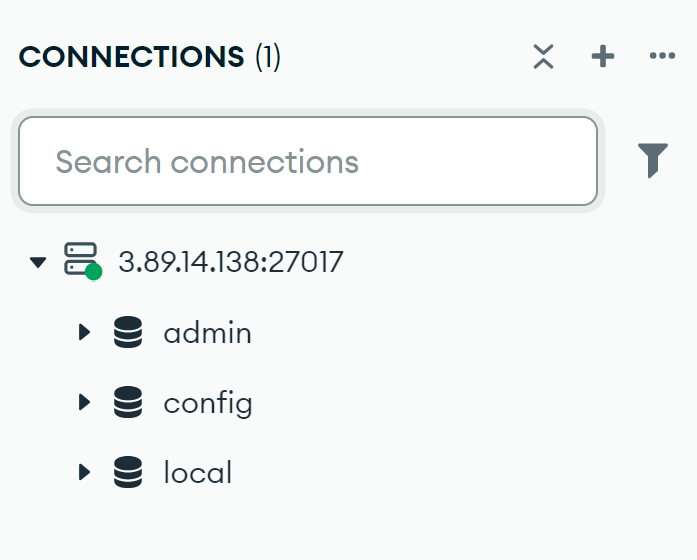 CONNECTIONS (1)
Search connections
3.89.14.138:27017
admin
config
local